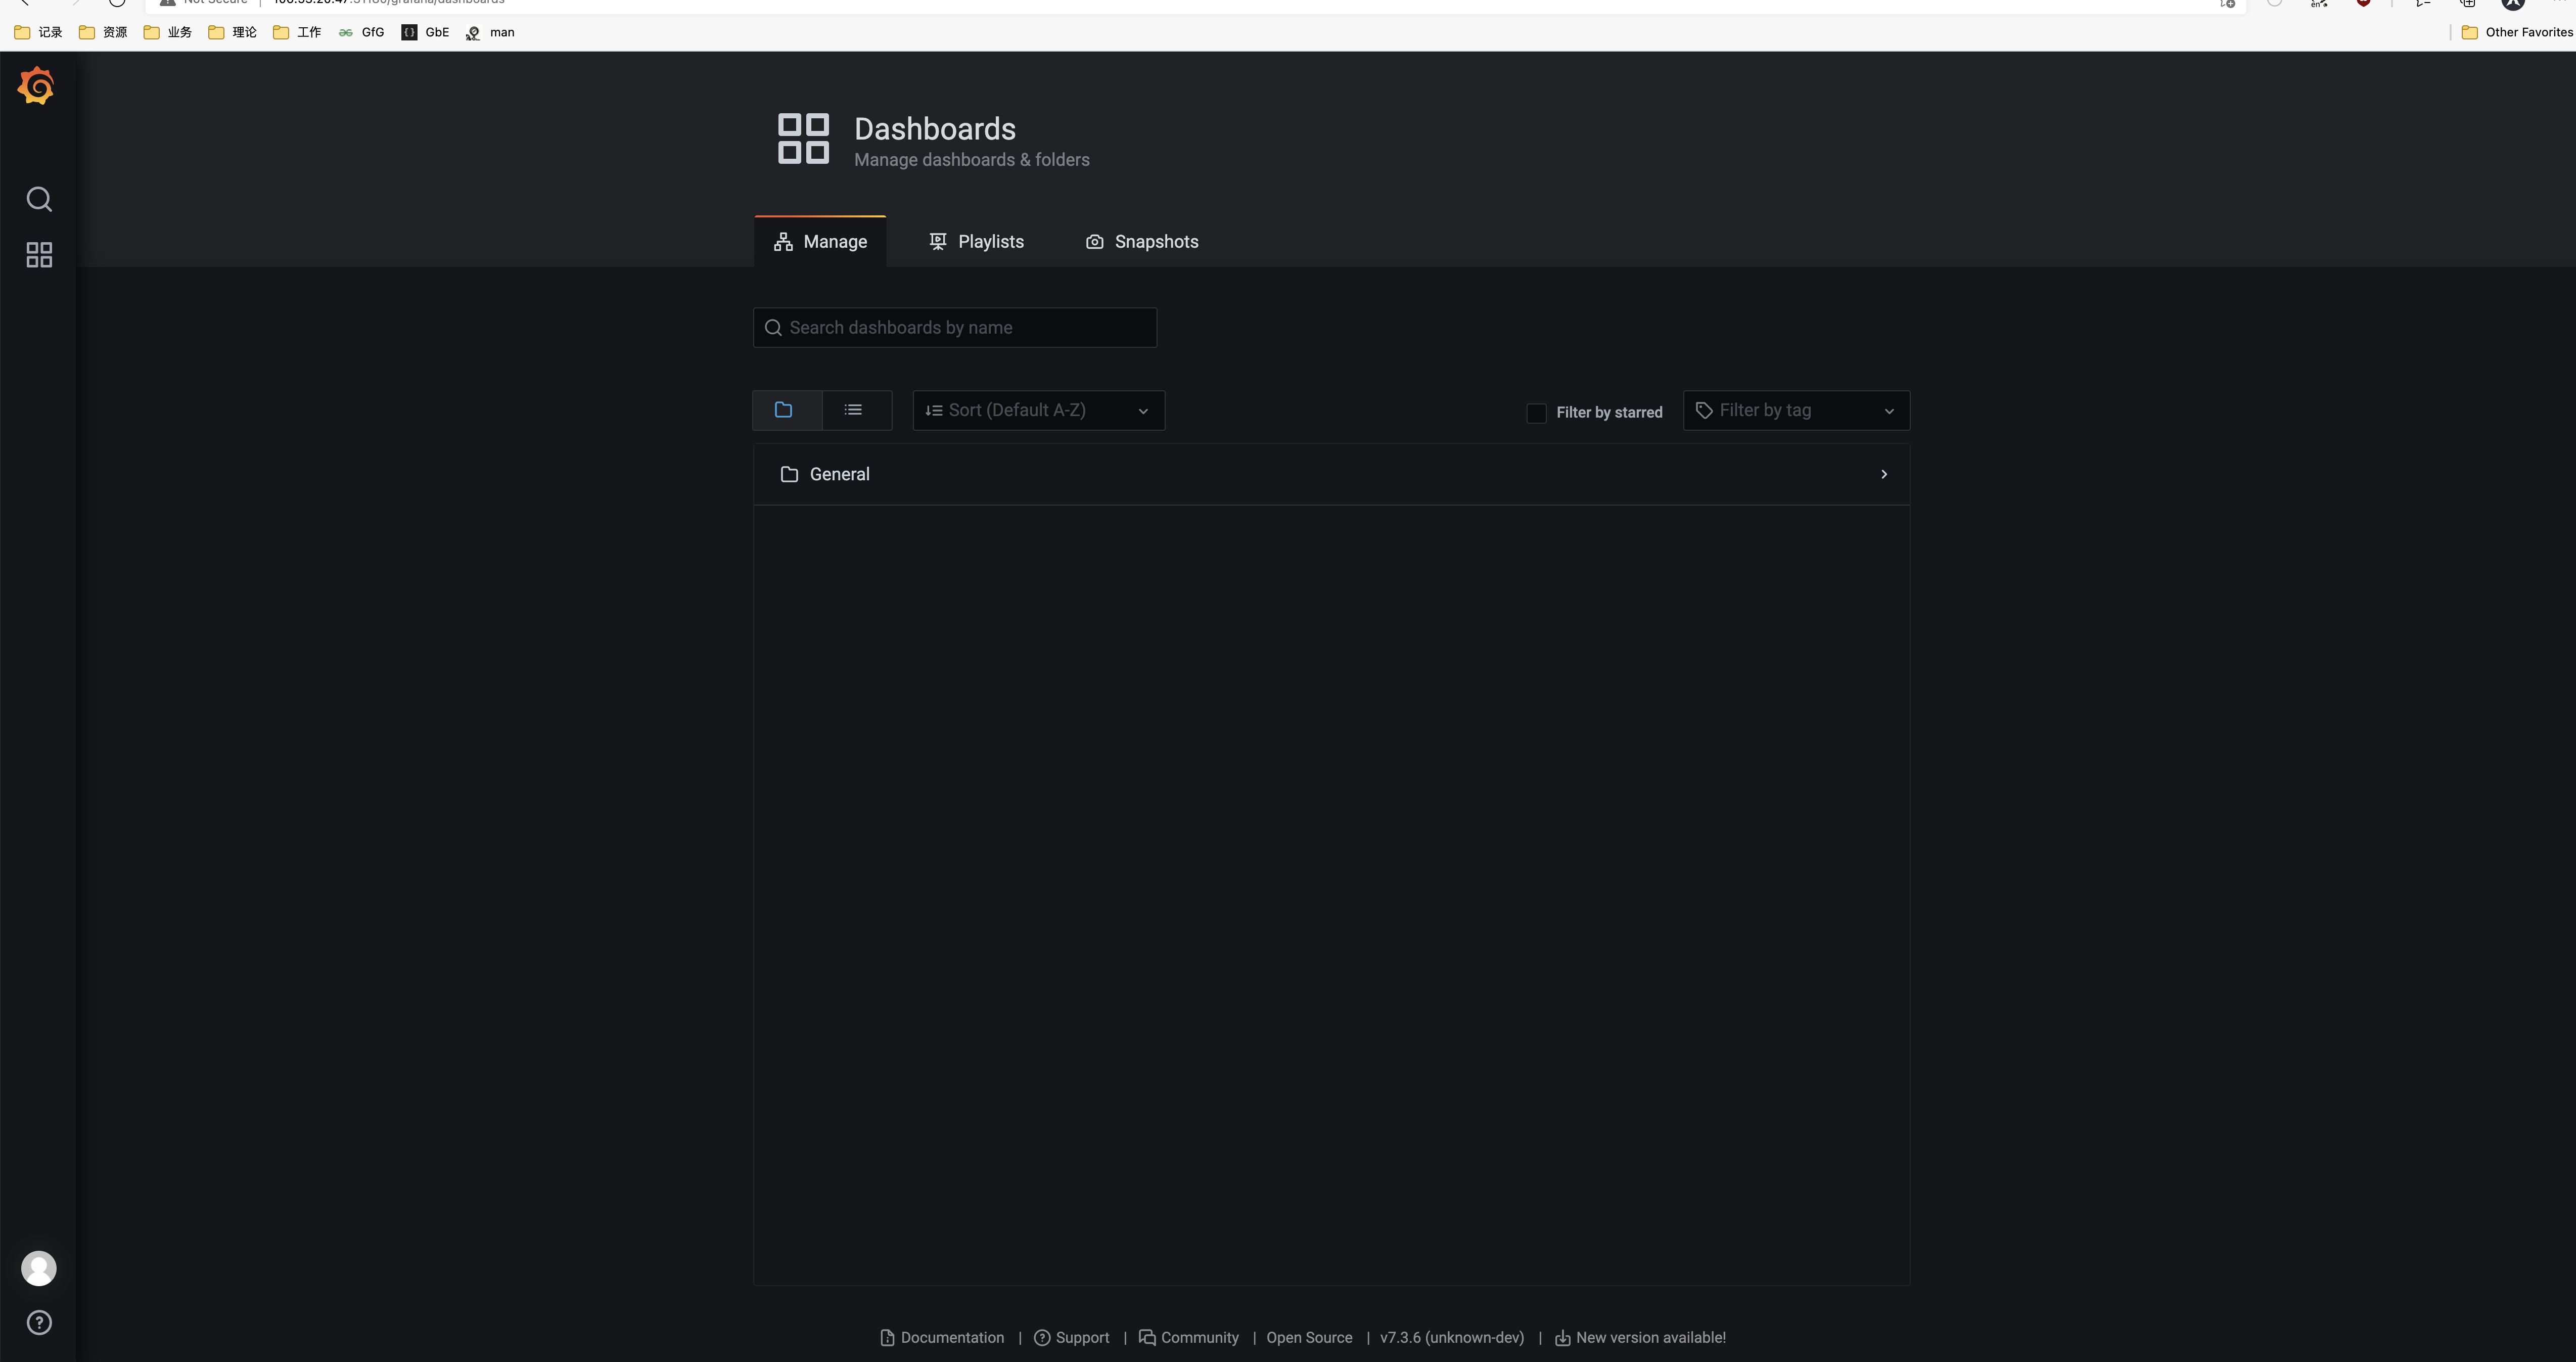 Not Secure
/grafana/dashboards
记录 资源 业务 理论 工作 GfG GbE man Other Favorites
Dashboards
Manage dashboards & folders
Manage Playlists Snapshots
Search dashboards by name
Sort (Default A-Z) Filter by starred Filter by tag
General
Documentation | Support | Community | Open Source | v7.3.6 (unknown-dev) | New version available!